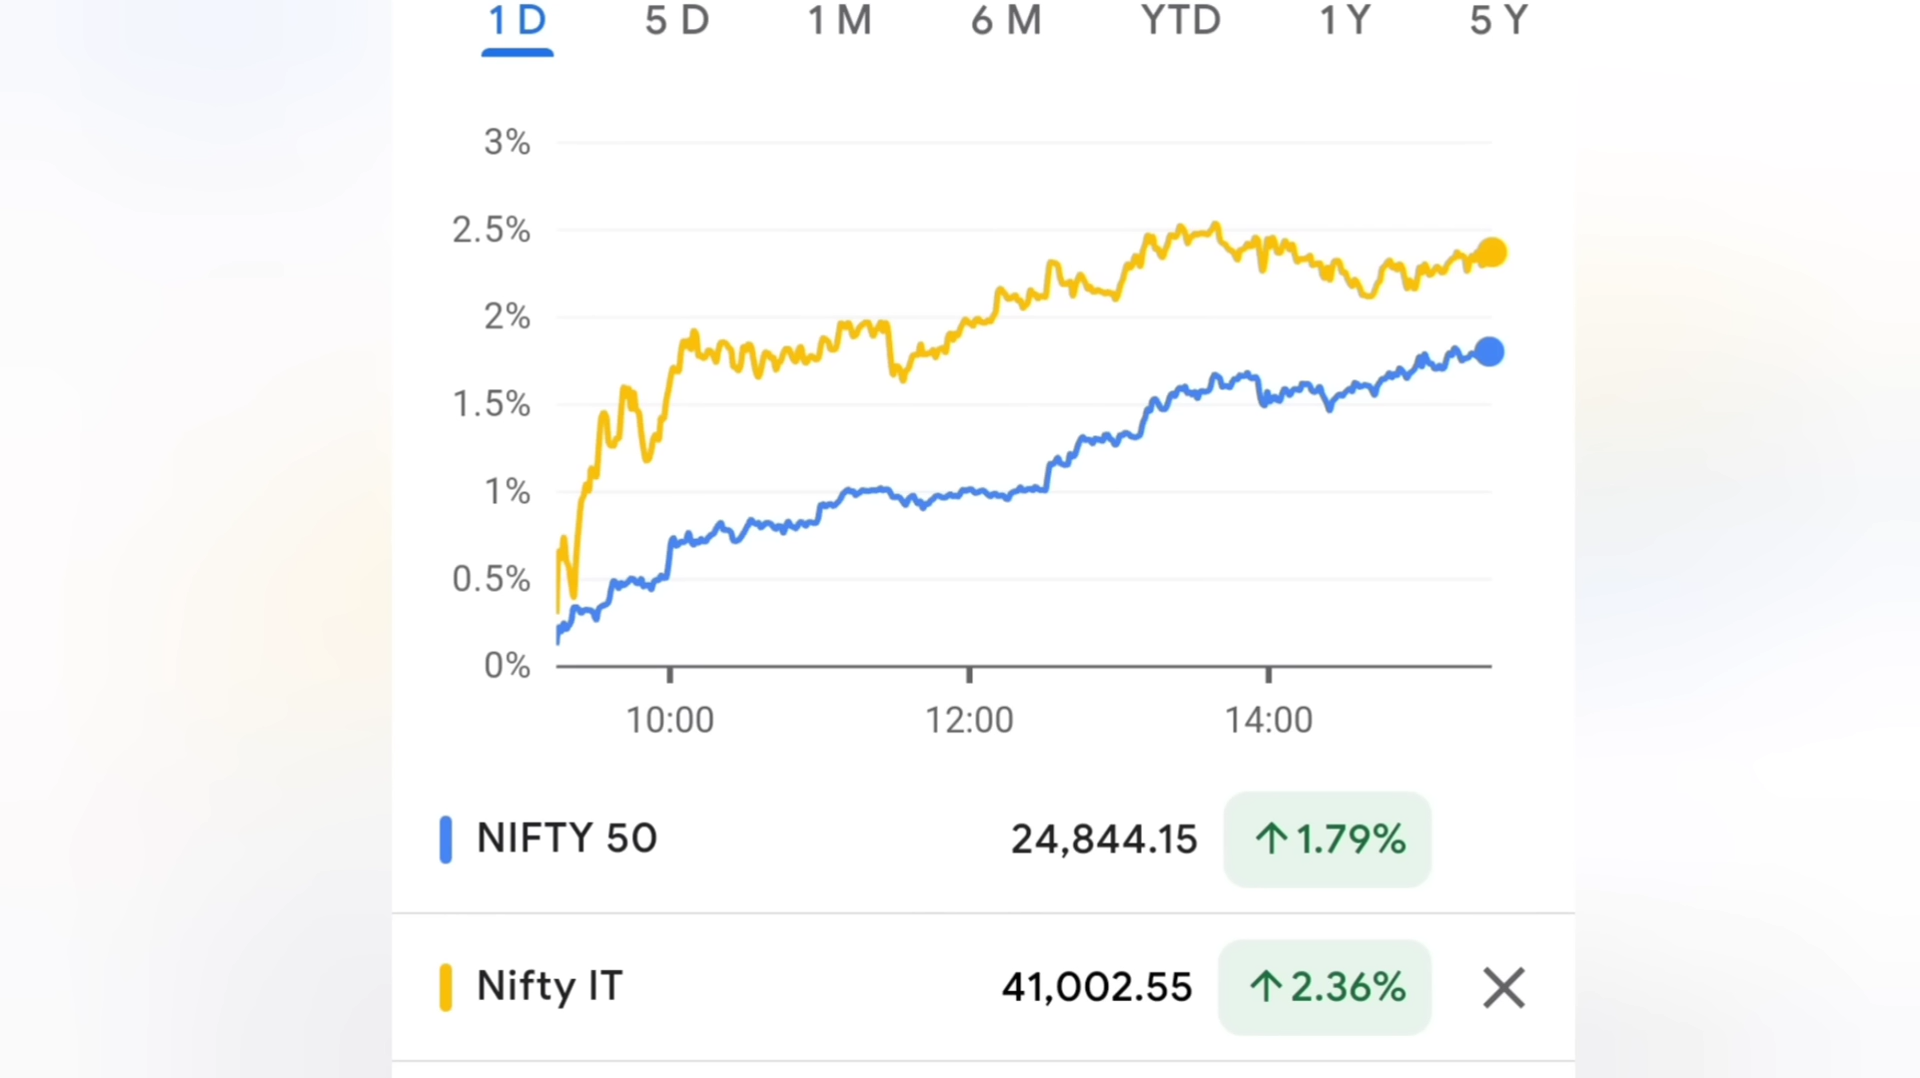 1 D 5 D 1 M 6 M YTD 1 Y 5 Y
3%
2.5%
2%
1.5%
1%
0.5%
0%
10:00 12:00 14:00
NIFTY 50 24,844.15 ↑1.79%
Nifty IT 41,002.55 ↑2.36%